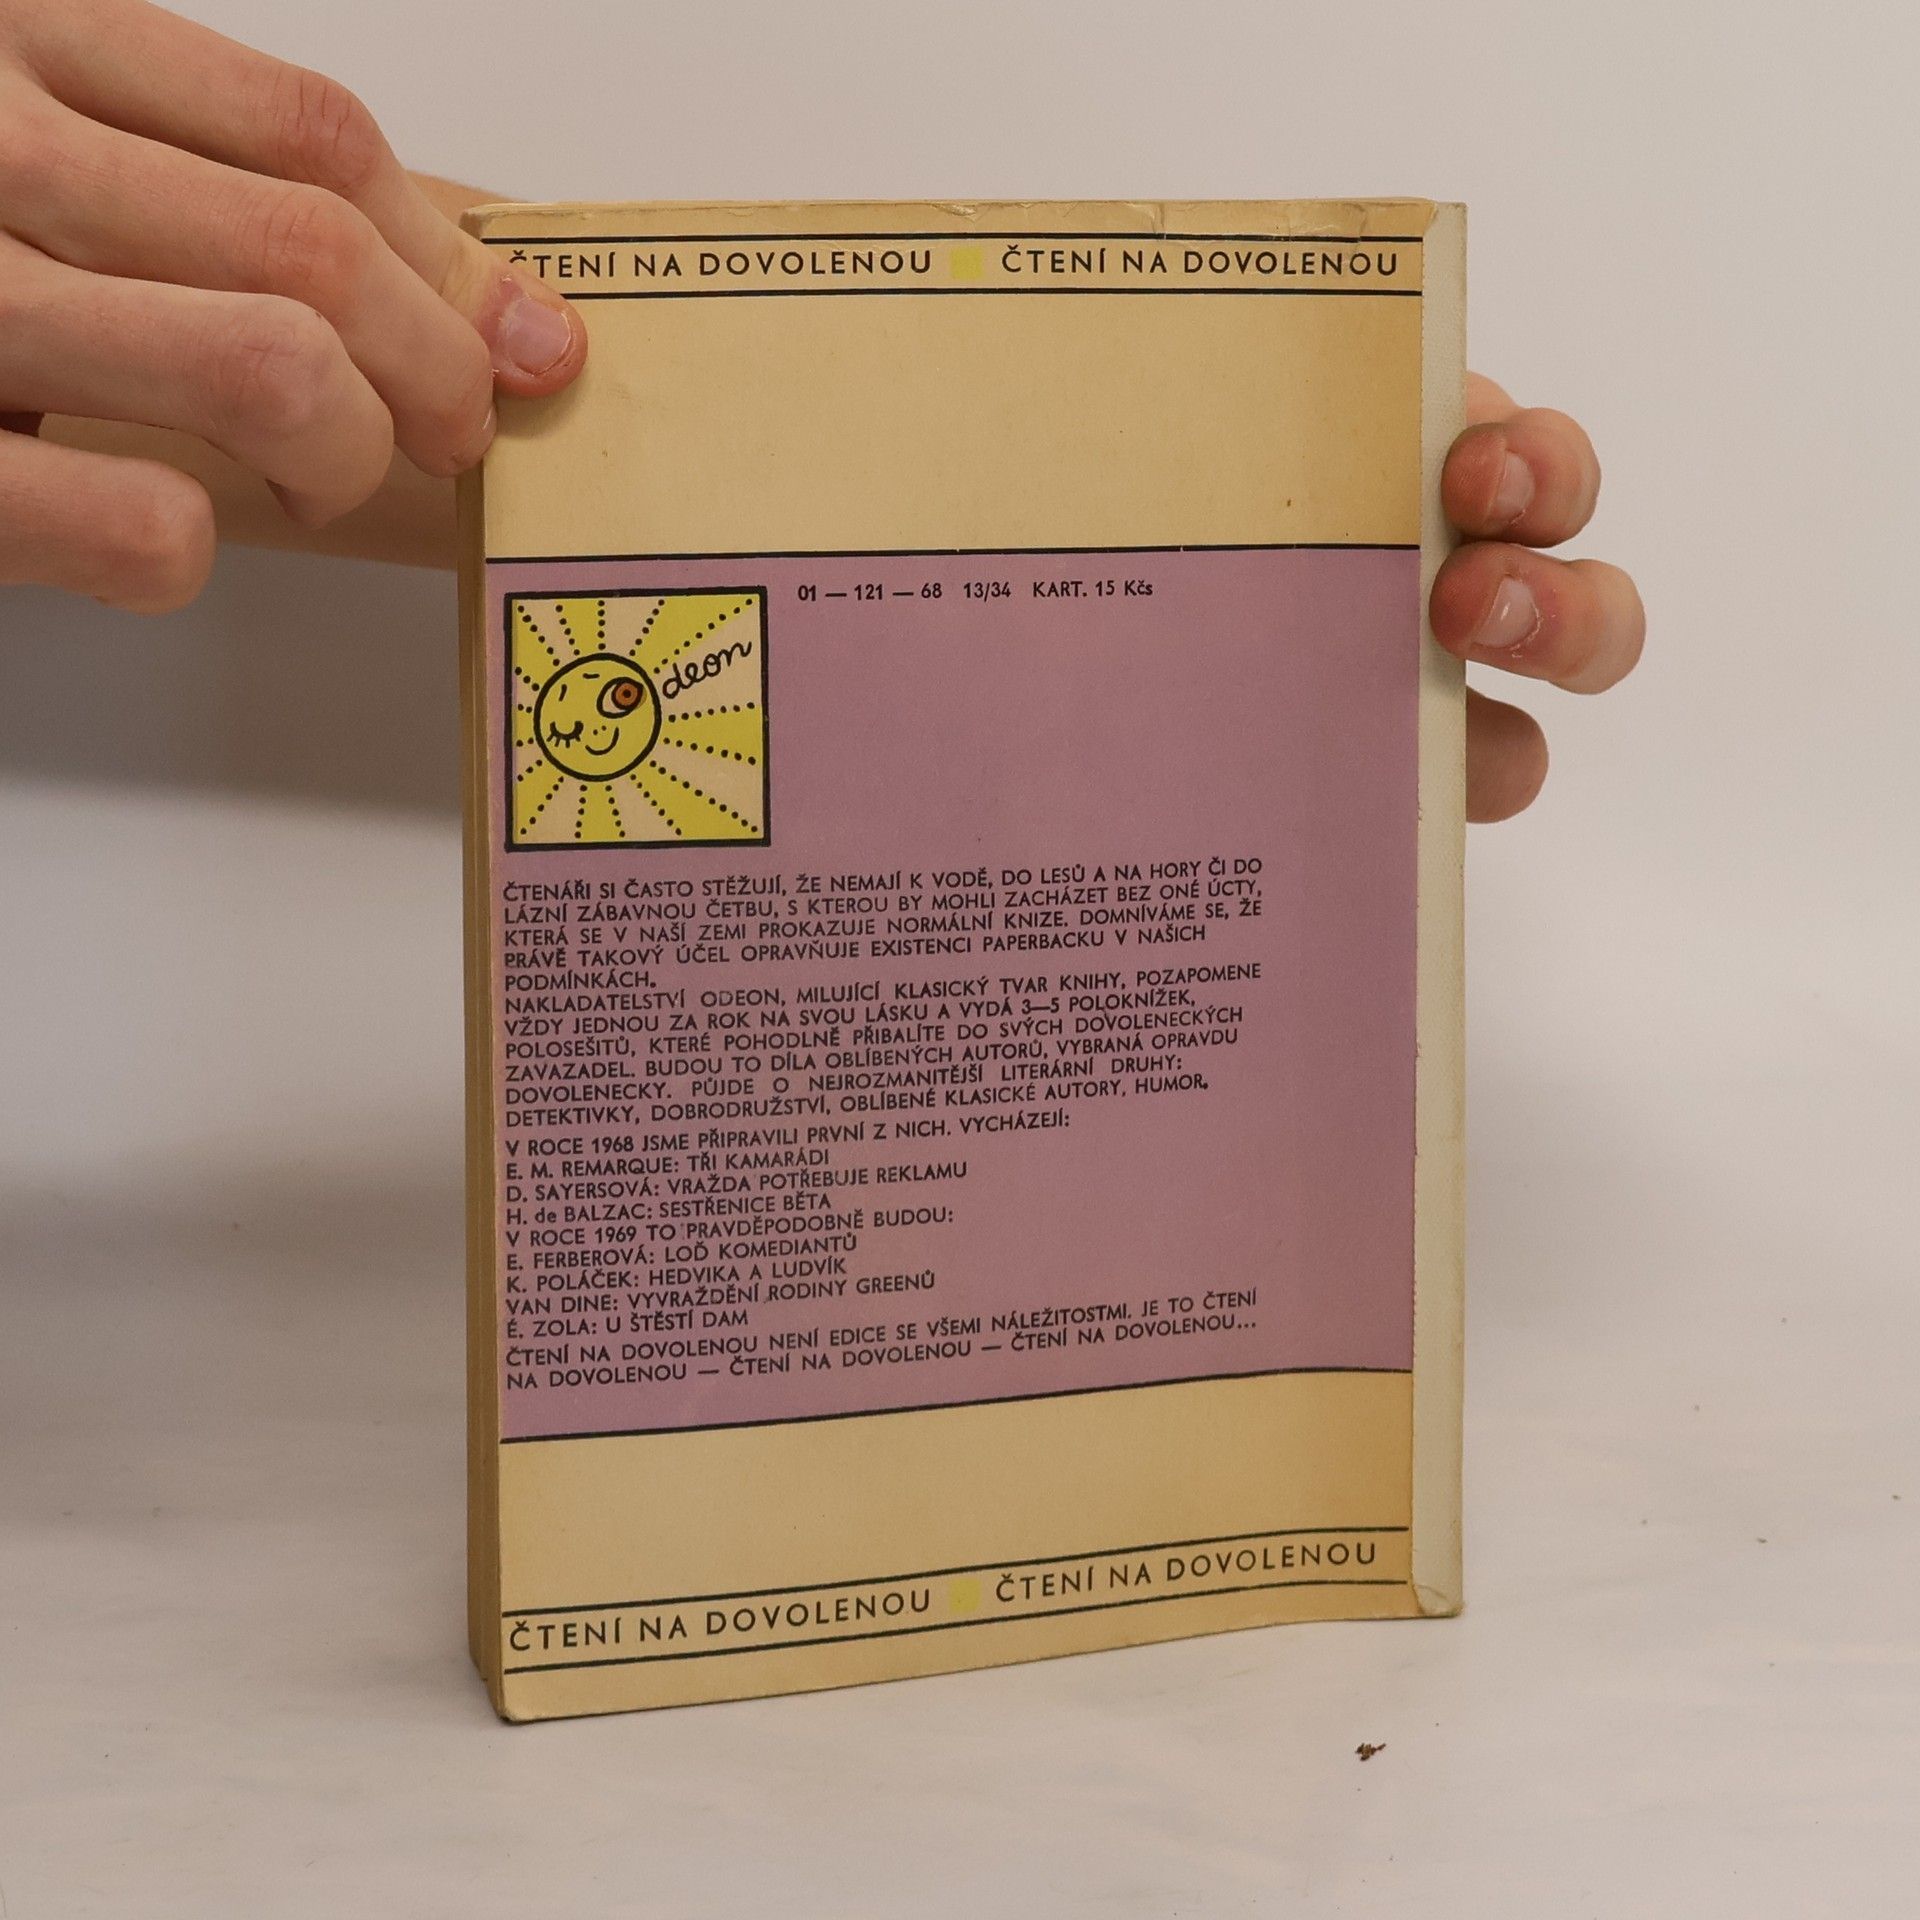 ČTENÍ NA DOVOLENOU ČTENÍ NA DOVOLENOU
01 — 121 — 68 13/34 KART. 15 Kčs
odeon
ČTENÁŘI SI ČASTO STĚŽUJÍ, ŽE NEMAJÍ K VODĚ, DO LESŮ A NA HORY ČI DO
LÁZNÍ ZÁBAVNOU ČETBU, S KTEROU BY MOHLI ZACHÁZET BEZ ONÉ ÚCTY,
KTERÁ SE V NAŠÍ ZEMI PROKAZUJE NORMÁLNÍ KNIZE. DOMNÍVÁME SE, ŽE
PRÁVĚ TAKOVÝ ÚČEL OPRAVŇUJE EXISTENCI PAPERBACKU V NAŠICH
PODMÍNKÁCH.
NAKLADATELSTVÍ ODEON, MILUJÍCÍ KLASICKÝ TVAR KNIHY, POZAPOMENE
VŽDY JEDNOU ZA ROK NA SVOU LÁSKU A VYDÁ 3—5 POLOKNÍŽEK,
POLOSEŠITŮ, KTERÉ POHODLNĚ PŘIBALÍTE DO SVÝCH DOVOLENECKÝCH
ZAVAZADEL. BUDOU TO DÍLA OBLÍBENÝCH AUTORŮ, VYBRANÁ OPRAVDU
DOVOLENECKY. PŮJDE O NEJROZMANITĚJŠÍ LITERÁRNÍ DRUHY:
DETEKTIVKY, DOBRODRUŽSTVÍ, OBLÍBENÉ KLASICKÉ AUTORY, HUMOR.
V ROCE 1968 JSME PŘIPRAVILI PRVNÍ Z NICH. VYCHÁZEJÍ:
E. M. REMARQUE: TŘI KAMARÁDI
D. SAYERSOVÁ: VRAŽDA POTŘEBUJE REKLAMU
H. de BALZAC: SESTŘENICE BĚTA
V ROCE 1969 TO PRAVDĚPODOBNĚ BUDOU:
E. FERBEROVÁ: LOĎ KOMEDIANTŮ
K. POLÁČEK: HEDVIKA A LUDVÍK
VAN DINE: VYVRAŽDĚNÍ RODINY GREENŮ
É. ZOLA: U ŠTĚSTÍ DAM
ČTENÍ NA DOVOLENOU NENÍ EDICE SE VŠEMI NÁLEŽITOSTMI. JE TO ČTENÍ
NA DOVOLENOU — ČTENÍ NA DOVOLENOU — ČTENÍ NA DOVOLENOU...
ČTENÍ NA DOVOLENOU ČTENÍ NA DOVOLENOU